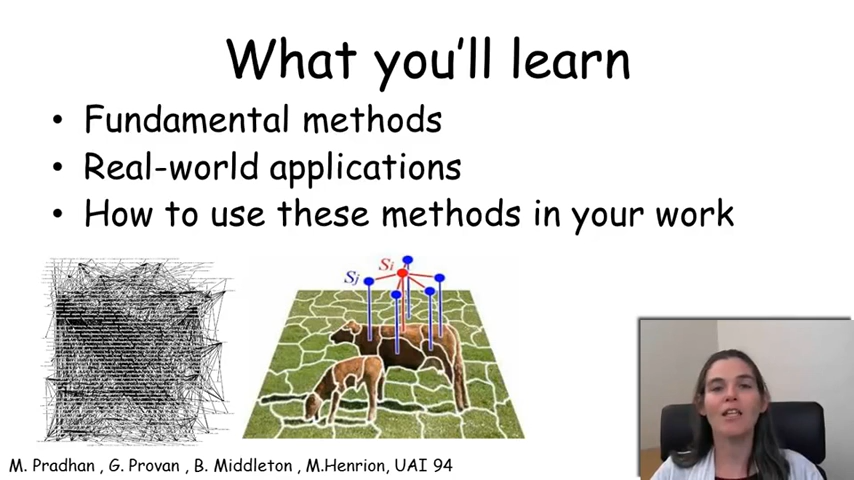 What you'll learn
• Fundamental methods
• Real-world applications
• How to use these methods in your work
Si
Sj
M. Pradhan , G. Provan , B. Middleton , M.Henrion, UAI 94